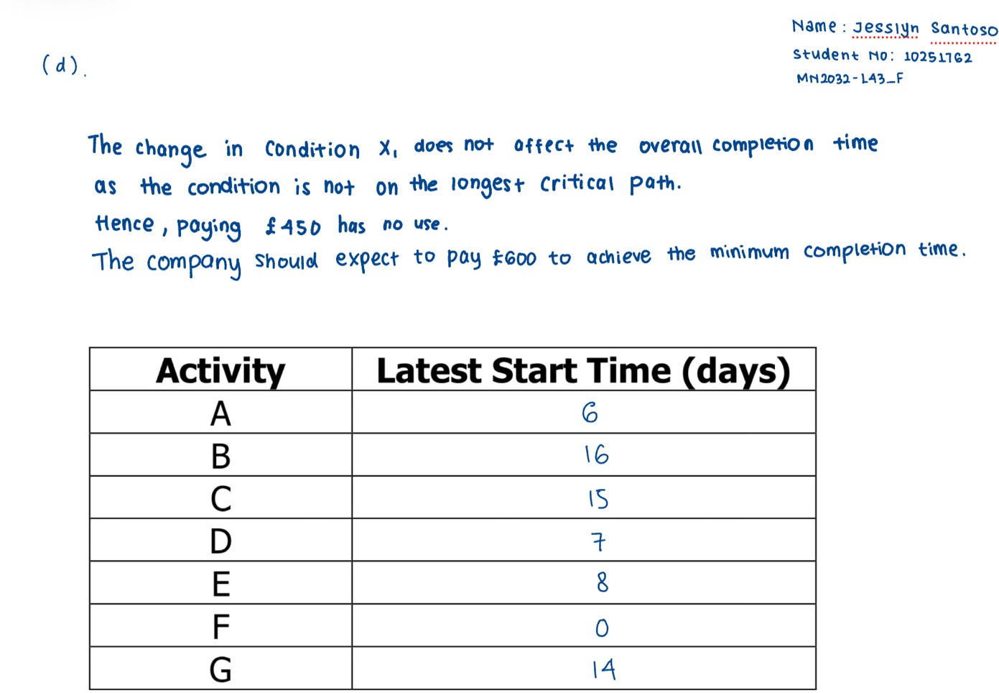 Name : Jesslyn Santoso
(d).
Student No: 10251762
MN2032-L43_F
The change in condition X₁ does not affect the overall completion time
as the condition is not on the longest critical path.
Hence, paying £450 has no use.
The company should expect to pay £600 to achieve the minimum completion time.
Activity Latest Start Time (days)
A 6
B 16
C 15
D 7
E 8
F 0
G 14